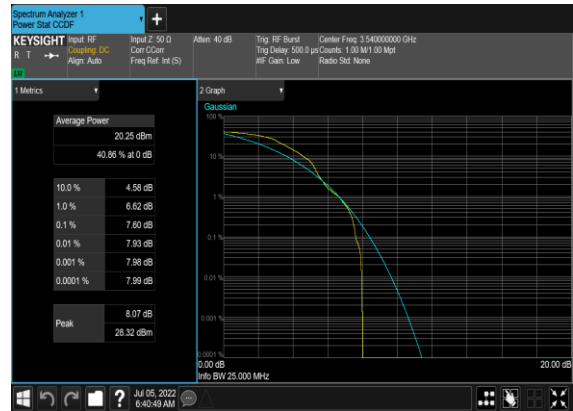 Spectrum Analyzer 1
Power Stat CCDF
KEYSIGHT
R T
Input: RF
Coupling: DC
Align: Auto
Input Z: 50 Ω
Corr CCorr
Freq Ref: Int (S)
Atten: 40 dB
Trig: RF Burst
Trig Delay: 500.0 µs
#IF Gain: Low
Center Freq: 3.540000000 GHz
Counts: 1.00 M/1.00 Mpt
Radio Std: None
1 Metrics
Average Power
20.25 dBm
40.86 % at 0 dB
10.0 % 4.58 dB
1.0 % 6.62 dB
0.1 % 7.60 dB
0.01 % 7.93 dB
0.001 % 7.98 dB
0.0001 % 7.99 dB
Peak
8.07 dB
28.32 dBm
2 Graph
Gaussian
100 %
10 %
1 %
0.1 %
0.01 %
0.001 %
0.0001 %
0.00 dB 20.00 dB
Info BW 25.000 MHz
?
Jul 05, 2022
6:40:49 AM